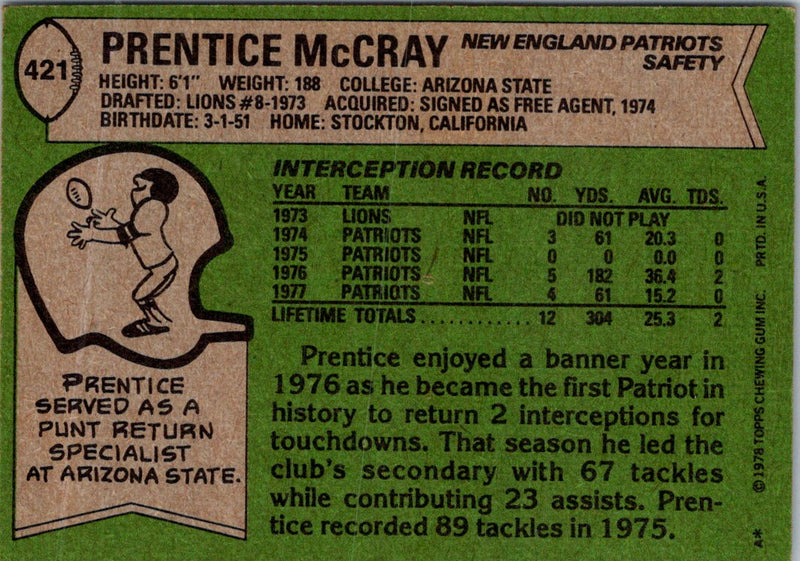 421
PRENTICE McCRAY NEW ENGLAND PATRIOTS
SAFETY
HEIGHT: 6'1" WEIGHT: 188 COLLEGE: ARIZONA STATE
DRAFTED: LIONS #8-1973 ACQUIRED: SIGNED AS FREE AGENT, 1974
BIRTHDATE: 3-1-51 HOME: STOCKTON, CALIFORNIA
INTERCEPTION RECORD
YEAR TEAM NO. YDS. AVG. TDS.
1973 LIONS NFL DID NOT PLAY
1974 PATRIOTS NFL 3 61 20.3 0
1975 PATRIOTS NFL 0 0 0.0 0
1976 PATRIOTS NFL 5 182 36.4 2
1977 PATRIOTS NFL 4 61 15.2 0
LIFETIME TOTALS . . . . . . . . . . . . 12 304 25.3 2
PRENTICE
SERVED AS A
PUNT RETURN
SPECIALIST
AT ARIZONA STATE.
Prentice enjoyed a banner year in
1976 as he became the first Patriot in
history to return 2 interceptions for
touchdowns. That season he led the
club's secondary with 67 tackles
while contributing 23 assists. Pren-
tice recorded 89 tackles in 1975.
A* © 1978 TOPPS CHEWING GUM INC. PRTD. IN U.S.A.